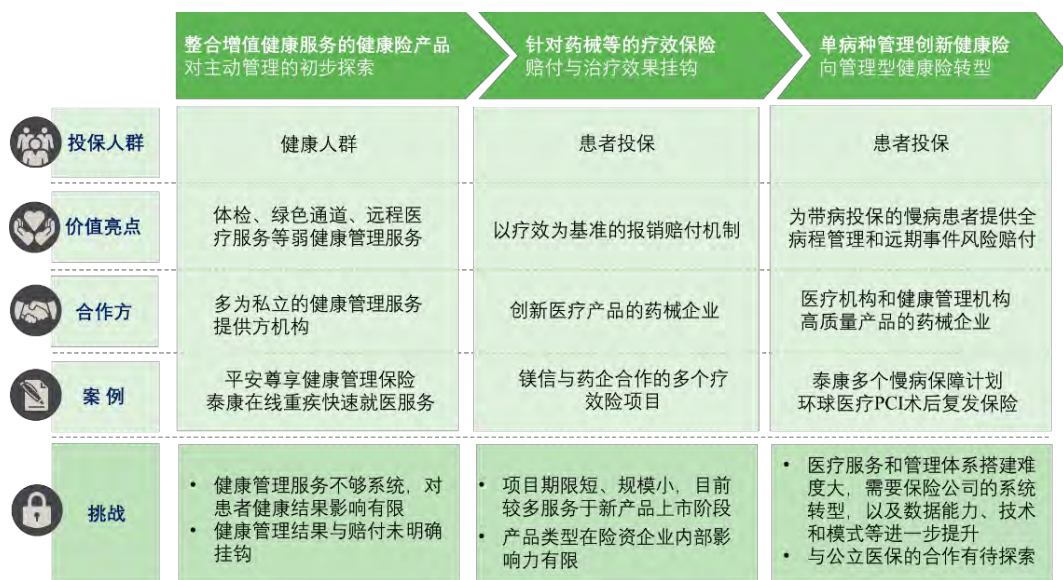 整合增值健康服务的健康险产品
对主动管理的初步探索
针对药械等的疗效保险
赔付与治疗效果挂钩
单病种管理创新健康险
向管理型健康险转型
投保人群
健康人群
患者投保
患者投保
价值亮点
体检、绿色通道、远程医
疗服务等弱健康管理服务
以疗效为基准的报销赔付机制
为带病投保的慢病患者提供全
病程管理和远期事件风险赔付
合作方
多为私立的健康管理服务
提供方机构
创新医疗产品的药械企业
医疗机构和健康管理机构
高质量产品的药械企业
案例
平安尊享健康管理保险
泰康在线重疾快速就医服务
镁信与药企合作的多个疗
效险项目
泰康多个慢病保障计划
环球医疗PCI术后复发保险
挑战
• 健康管理服务不够系统，对
患者健康结果影响有限
• 健康管理结果与赔付未明确
挂钩
• 项目期限短、规模小，目前
较多服务于新产品上市阶段
• 产品类型在险资企业内部影
响力有限
• 医疗服务和管理体系搭建难
度大，需要保险公司的系统
转型，以及数据能力、技术
和模式等进一步提升
• 与公立医保的合作有待探索